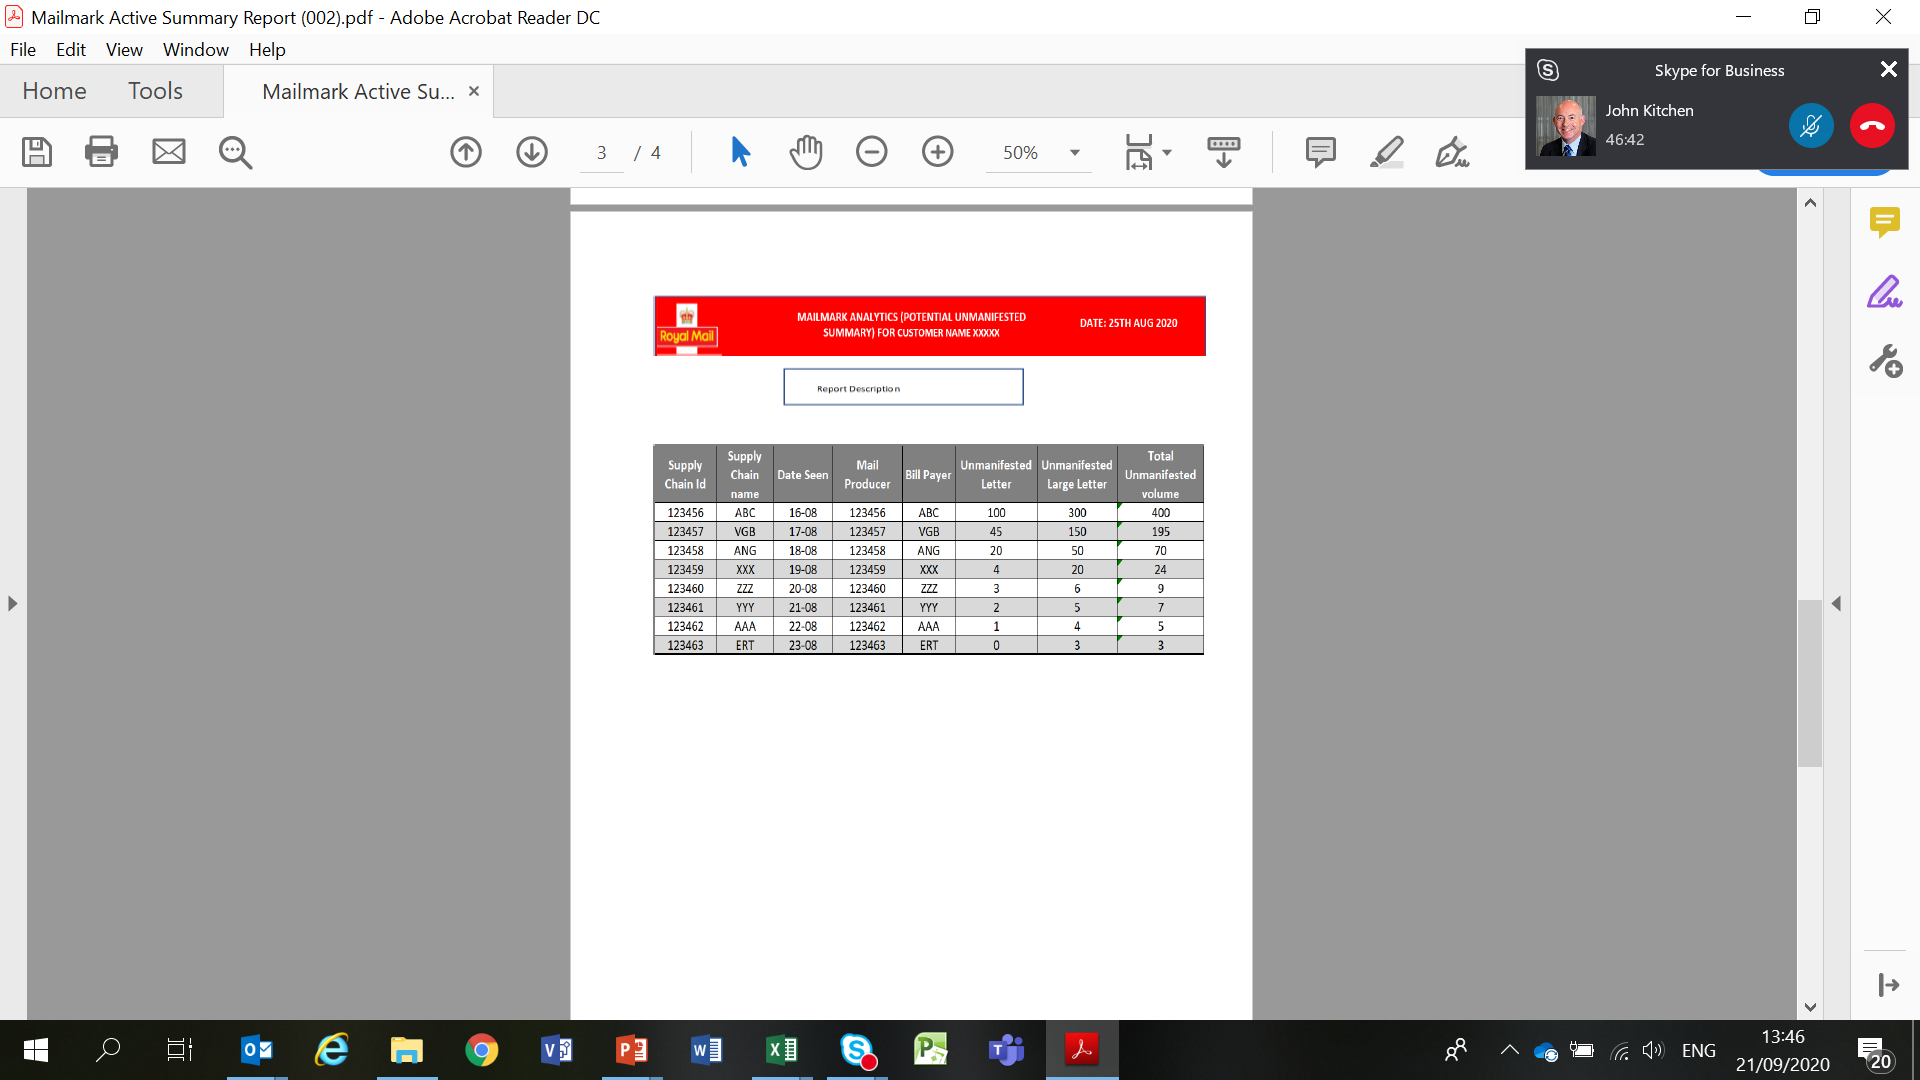 Mailmark Active Summary Report (002).pdf - Adobe Acrobat Reader DC
File Edit View Window Help
Home Tools Mailmark Active Su... ×
Skype for Business
John Kitchen
46:42
3 / 4 50%
Royal Mail
MAILMARK ANALYTICS (POTENTIAL UNMANIFESTED
SUMMARY) FOR CUSTOMER NAME XXXXX
DATE: 25TH AUG 2020
Report Description
Supply Chain Id Supply Chain name Date Seen Mail Producer Bill Payer Unmanifested Letter Unmanifested Large Letter Total Unmanifested volume
123456 ABC 16-08 123456 ABC 100 300 400
123457 VGB 17-08 123457 VGB 45 150 195
123458 ANG 18-08 123458 ANG 20 50 70
123459 XXX 19-08 123459 XXX 4 20 24
123460 ZZZ 20-08 123460 ZZZ 3 6 9
123461 YYY 21-08 123461 YYY 2 5 7
123462 AAA 22-08 123462 AAA 1 4 5
123463 ERT 23-08 123463 ERT 0 3 3
ENG
13:46
21/09/2020
20